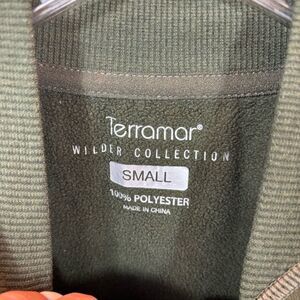 Terramar®
WILDER COLLECTION
SMALL
100% POLYESTER
MADE IN CHINA